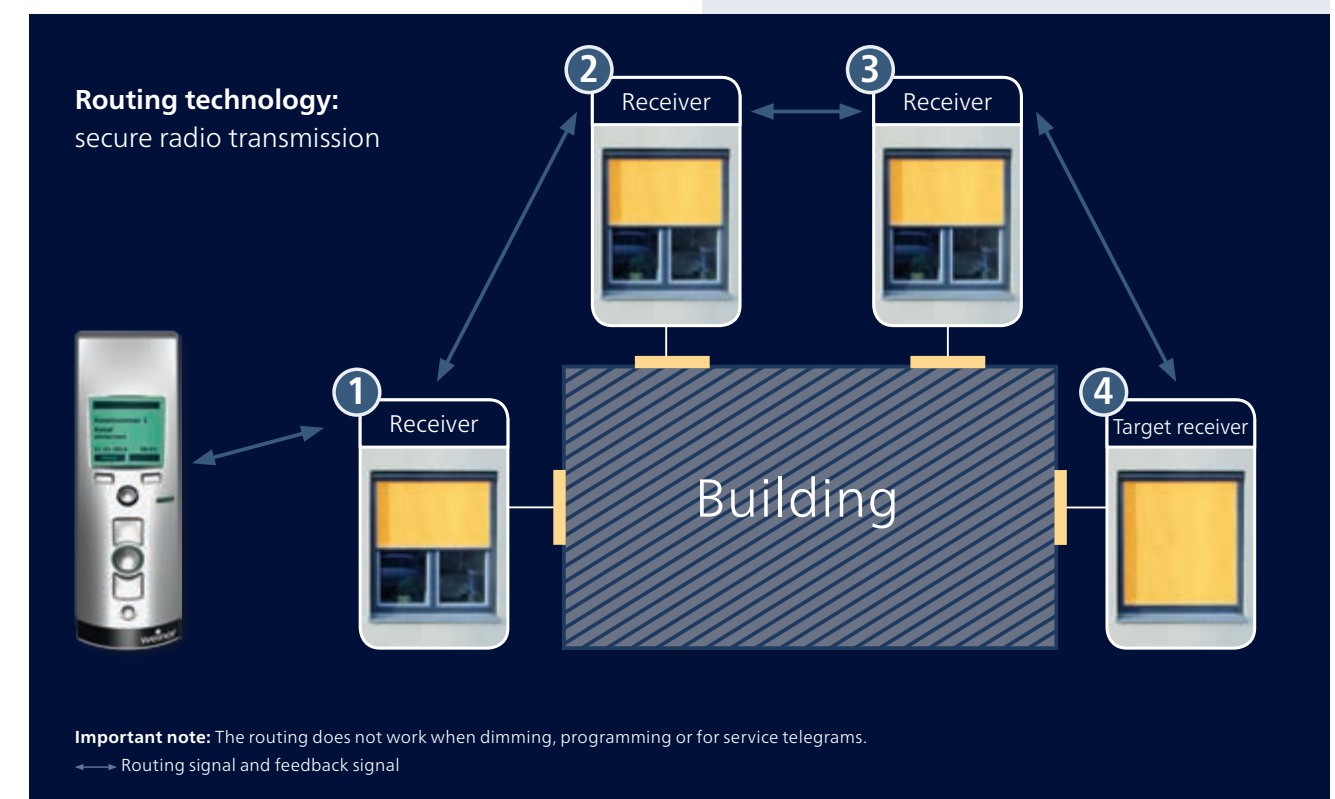 Routing technology:
secure radio transmission
2
Receiver
3
Receiver
1
Receiver
4
Target receiver
Building
weinor
Important note: The routing does not work when dimming, programming or for service telegrams.
Routing signal and feedback signal